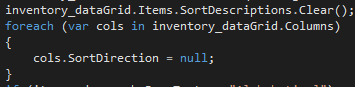 inventory_dataGrid.Items.SortDescriptions.Clear();
foreach (var cols in inventory_dataGrid.Columns)
{
    cols.SortDirection = null;
}